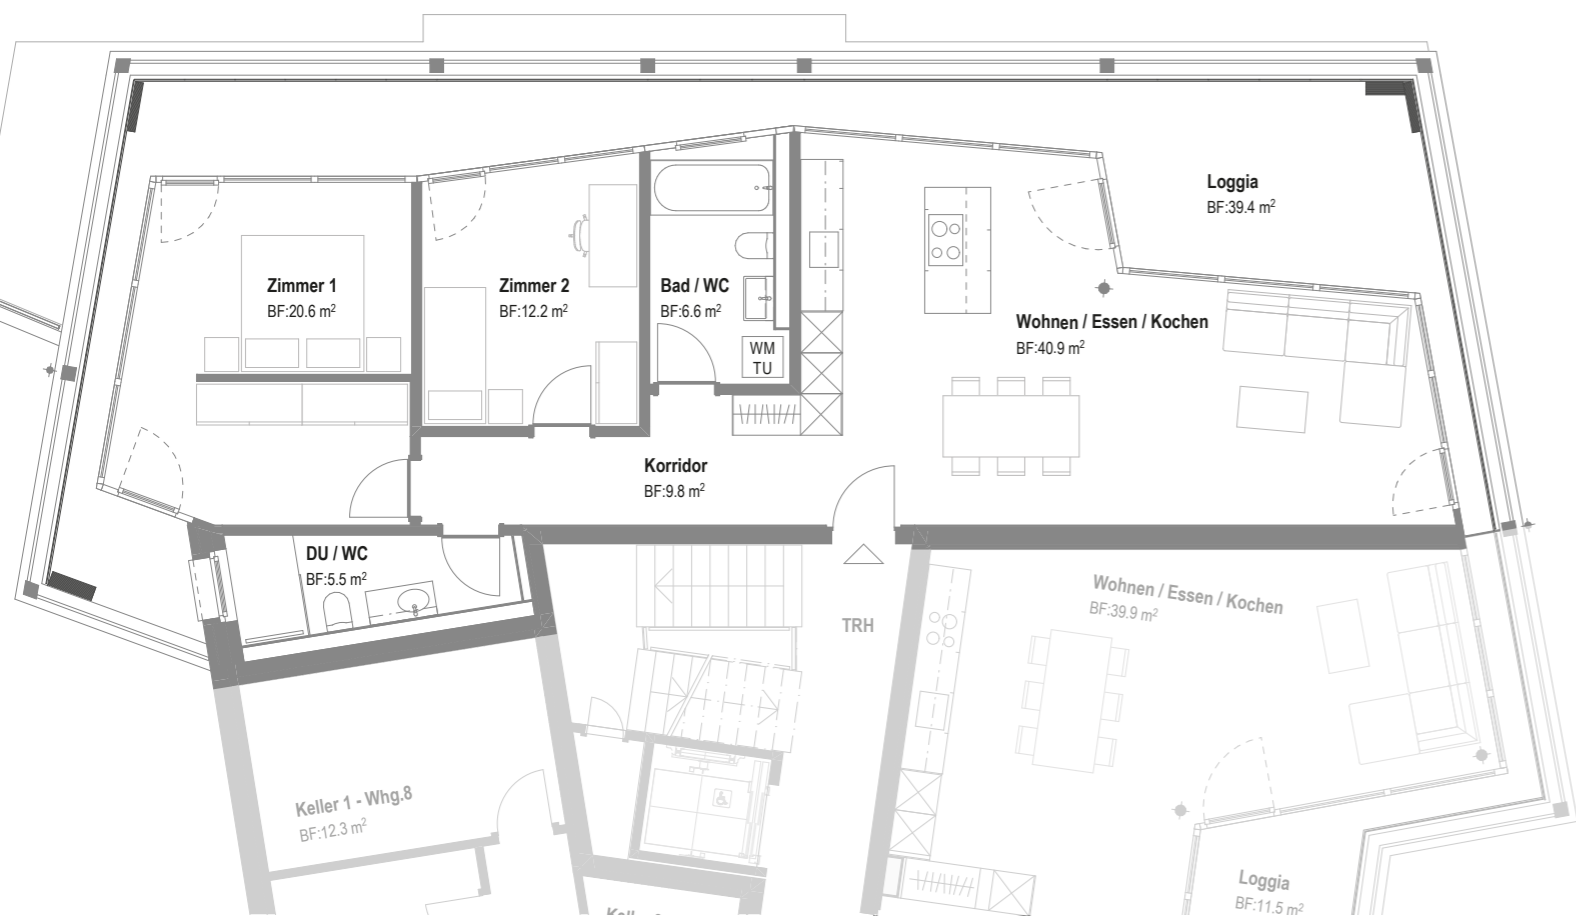 Loggia
BF:39.4 m²
Zimmer 1
BF:20.6 m²
Zimmer 2
BF:12.2 m²
Bad / WC
BF:6.6 m²
WM
TU
Wohnen / Essen / Kochen
BF:40.9 m²
Korridor
BF:9.8 m²
DU / WC
BF:5.5 m²
TRH
Wohnen / Essen / Kochen
BF:39.9 m²
Keller 1 - Whg.8
BF:12.3 m²
Loggia
BF:11.5 m²